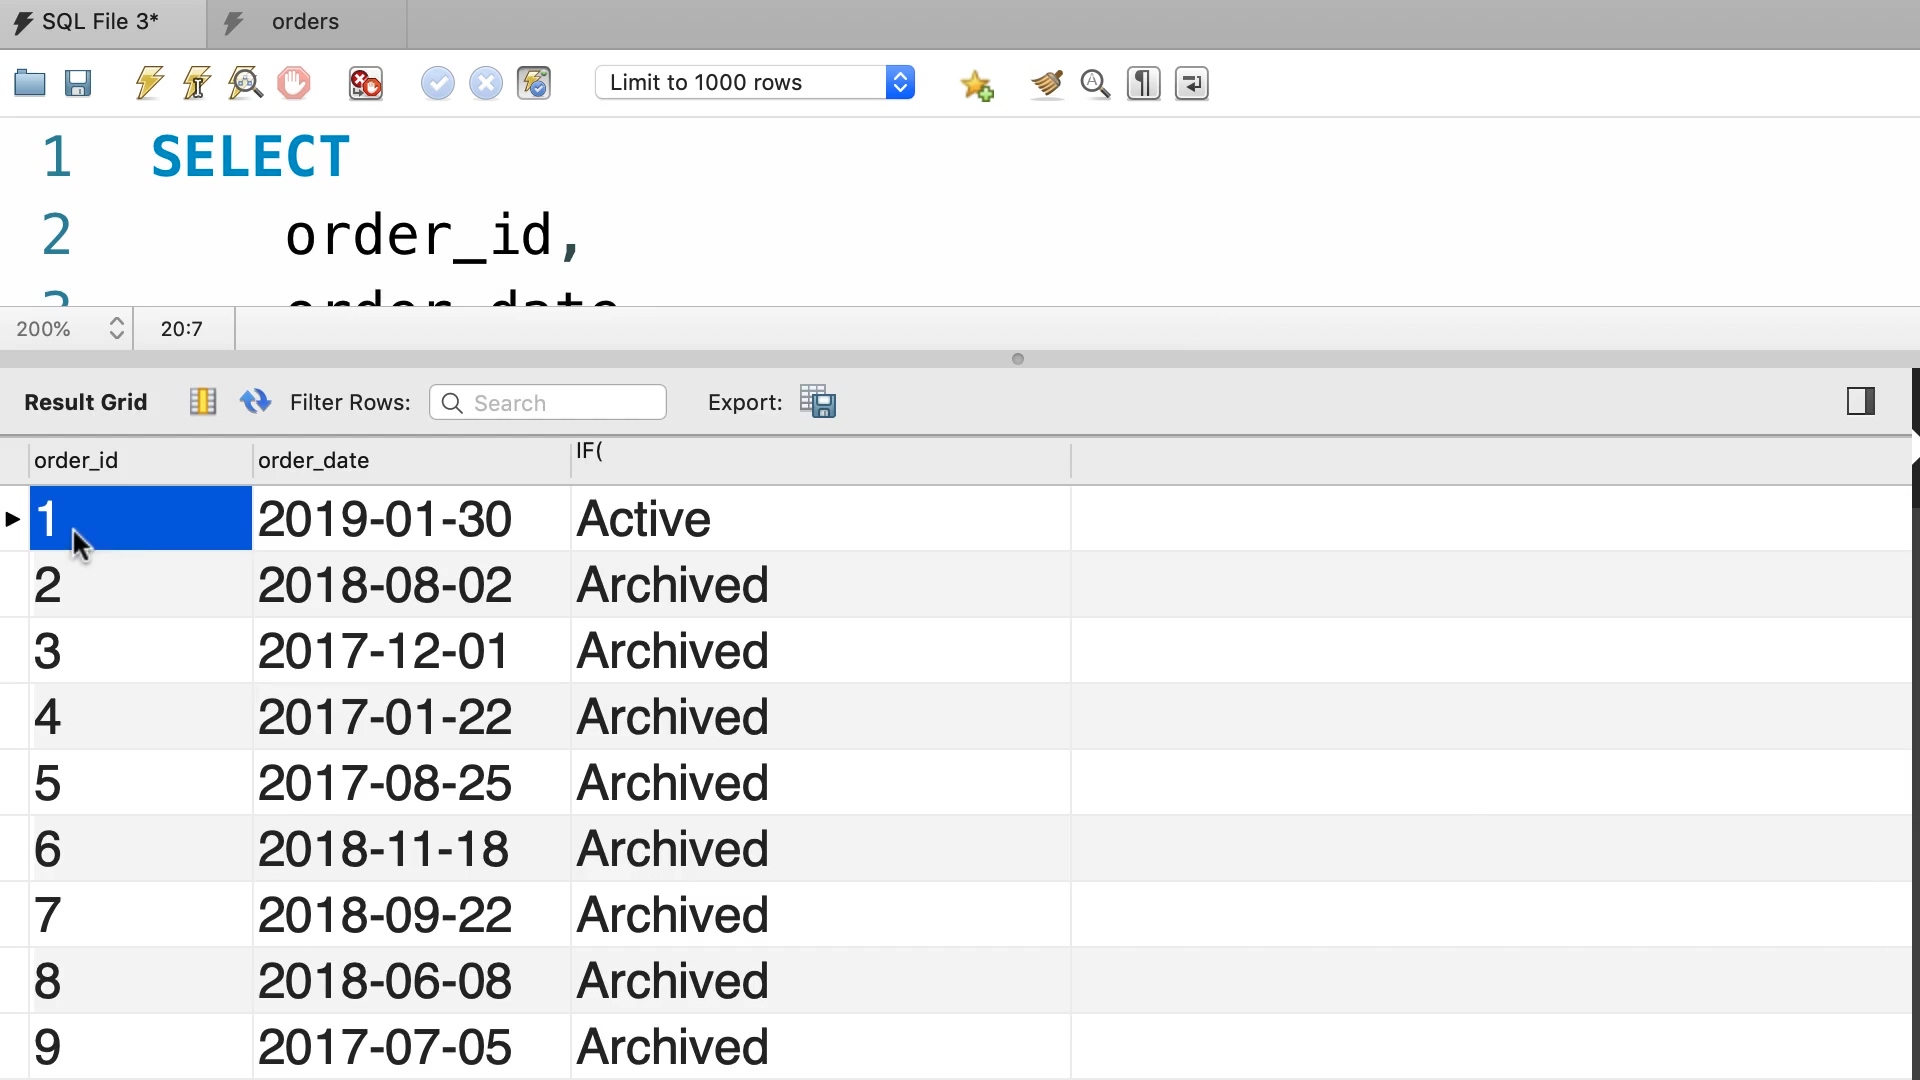 SQL File 3* orders
Limit to 1000 rows
1 SELECT
2 order_id,
3 order_date
200% 20:7
Result Grid Filter Rows: Search Export:
order_id order_date IF(
1 2019-01-30 Active
2 2018-08-02 Archived
3 2017-12-01 Archived
4 2017-01-22 Archived
5 2017-08-25 Archived
6 2018-11-18 Archived
7 2018-09-22 Archived
8 2018-06-08 Archived
9 2017-07-05 Archived